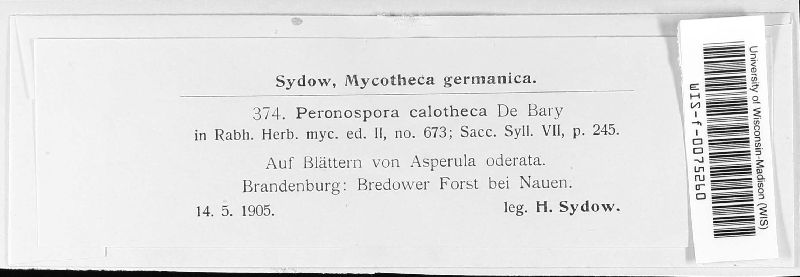 Sydow, Mycotheca germanica.
374. Peronospora calotheca De Bary
in Rabh. Herb. myc. ed. II, no. 673; Sacc. Syll. VII, p. 245.
Auf Blättern von Asperula oderata.
Brandenburg: Bredower Forst bei Nauen.
14. 5. 1905. leg. H. Sydow.
University of Wisconsin-Madison (WIS)
WIS-f-0075260